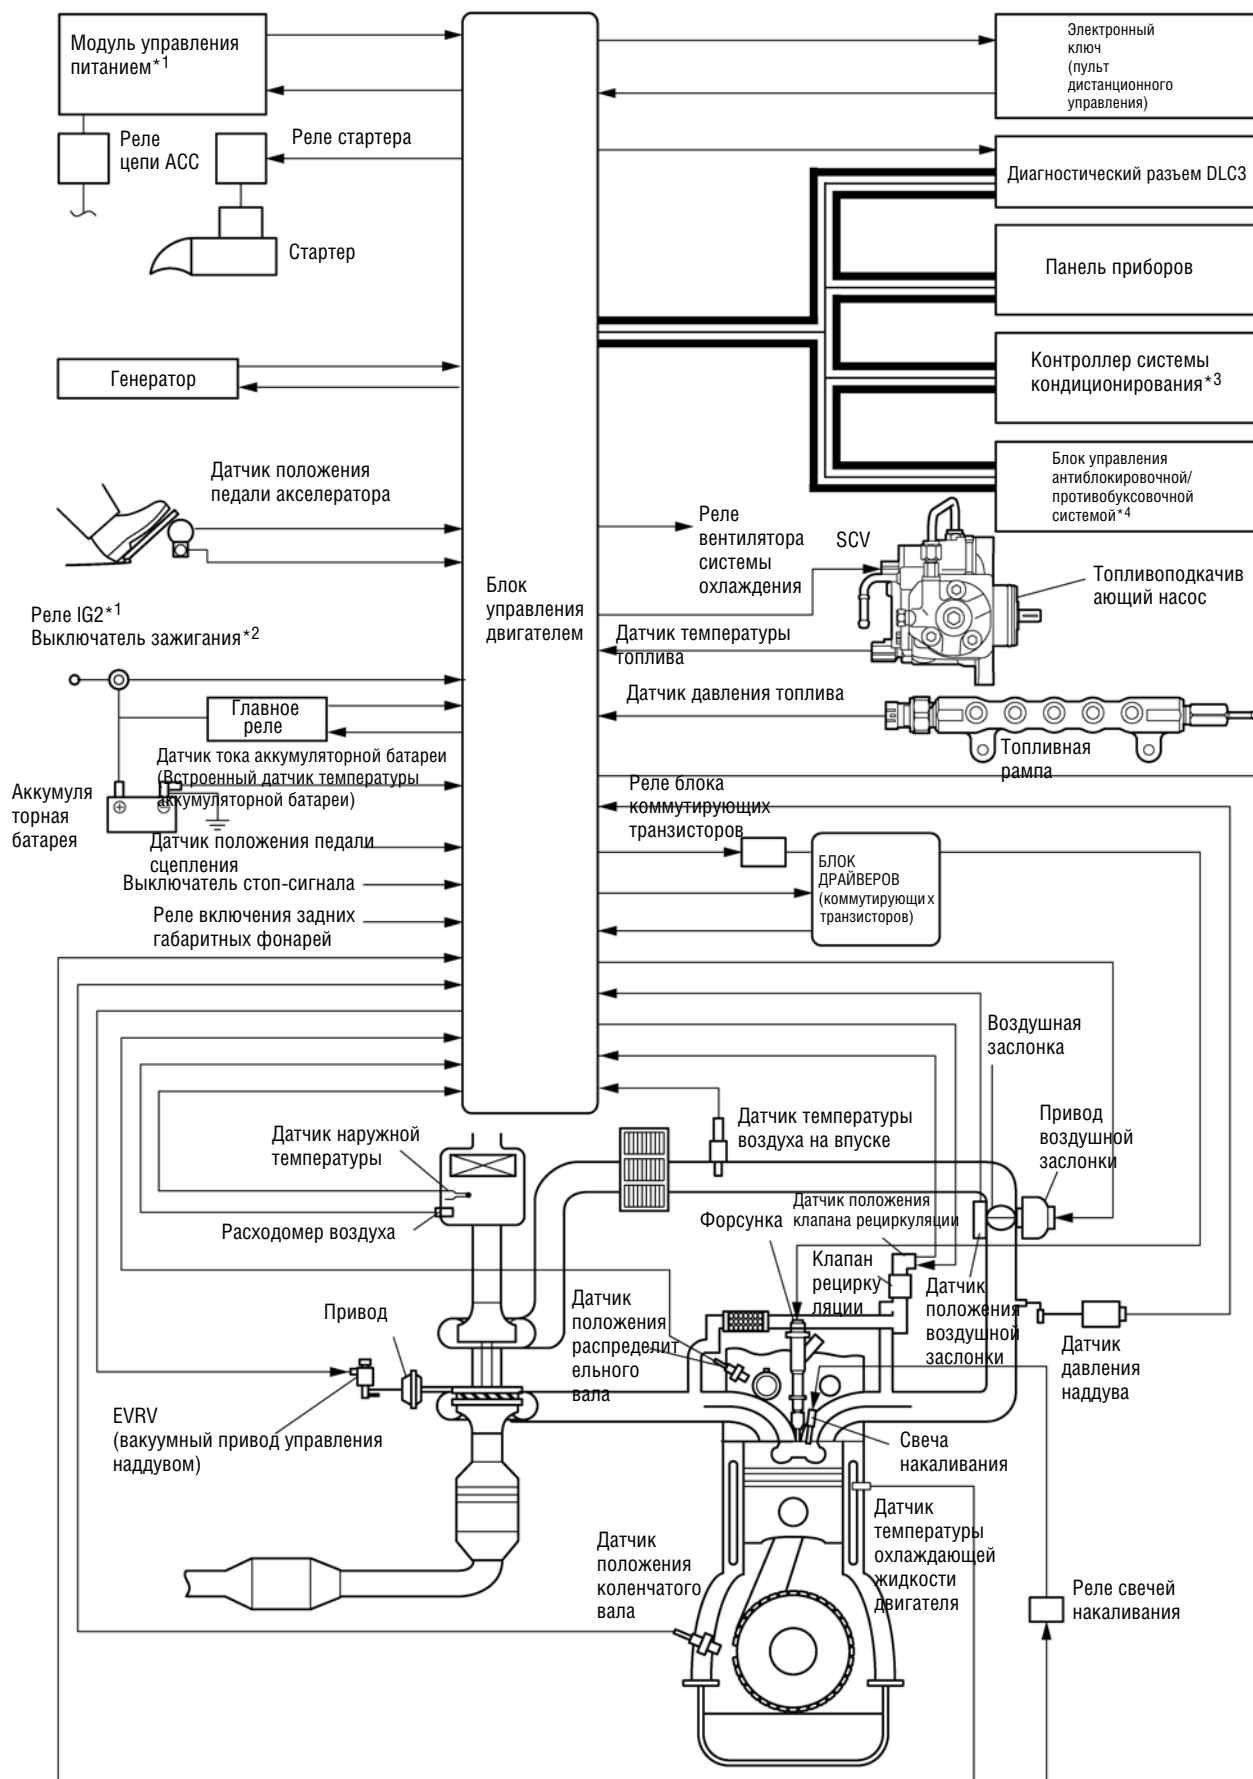 Модуль управления
питанием*1
Реле
цепи ACC
Реле стартера
Стартер
Генератор
Датчик положения
педали акселератора
Реле IG2*1
Выключатель зажигания*2
Главное
реле
Датчик тока аккумуляторной батареи
(Встроенный датчик температуры
аккумуляторной батареи)
Аккумуля
торная
батарея
Датчик положения педали
сцепления
Выключатель стоп-сигнала
Реле включения задних
габаритных фонарей
Блок
управления
двигателем
Электронный
ключ
(пульт
дистанционного
управления)
Диагностический разъем DLC3
Панель приборов
Контроллер системы
кондиционирования*3
Блок управления
антиблокировочной/
противобуксовочной
системой*4
Реле
вентилятора
системы
охлаждения
SCV
Топливоподкачив
ающий насос
Датчик температуры
топлива
Датчик давления топлива
Топливная
рампа
Реле блока
коммутирующих
транзисторов
БЛОК
ДРАЙВЕРОВ
(коммутирующих
транзисторов)
Воздушная
заслонка
Привод
воздушной
заслонки
Датчик температуры
воздуха на впуске
Датчик наружной
температуры
Расходомер воздуха
Датчик положения
клапана рециркуляции
Форсунка
Клапан
рецирку
ляции
Датчик
положения
воздушной
заслонки
Датчик
давления
наддува
Привод
Датчик
положения
распределит
ельного
вала
EVRV
(вакуумный привод управления
наддувом)
Свеча
накаливания
Датчик
температуры
охлаждающей
жидкости
двигателя
Датчик
положения
коленчатого
вала
Реле свечей
накаливания